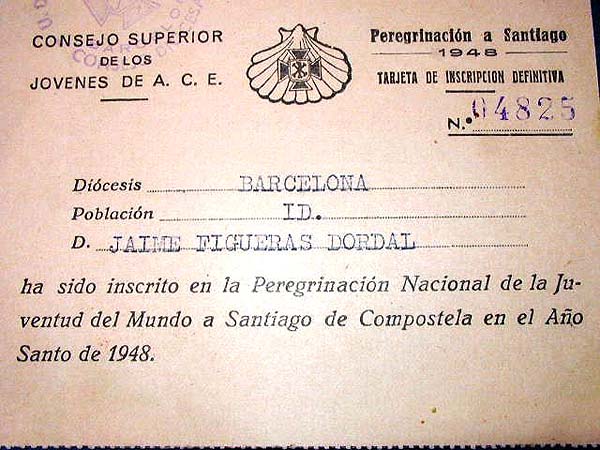 CONSEJO SUPERIOR
DE LOS
JOVENES DE A. C. E.
Peregrinación a Santiago
1948
TARJETA DE INSCRIPCION DEFINITIVA
N.º 04825
Diócesis BARCELONA
Población ID.
D. JAIME FIGUERAS DORDAL
ha sido inscrito en la Peregrinación Nacional de la Ju-
ventud del Mundo a Santiago de Compostela en el Año
Santo de 1948.